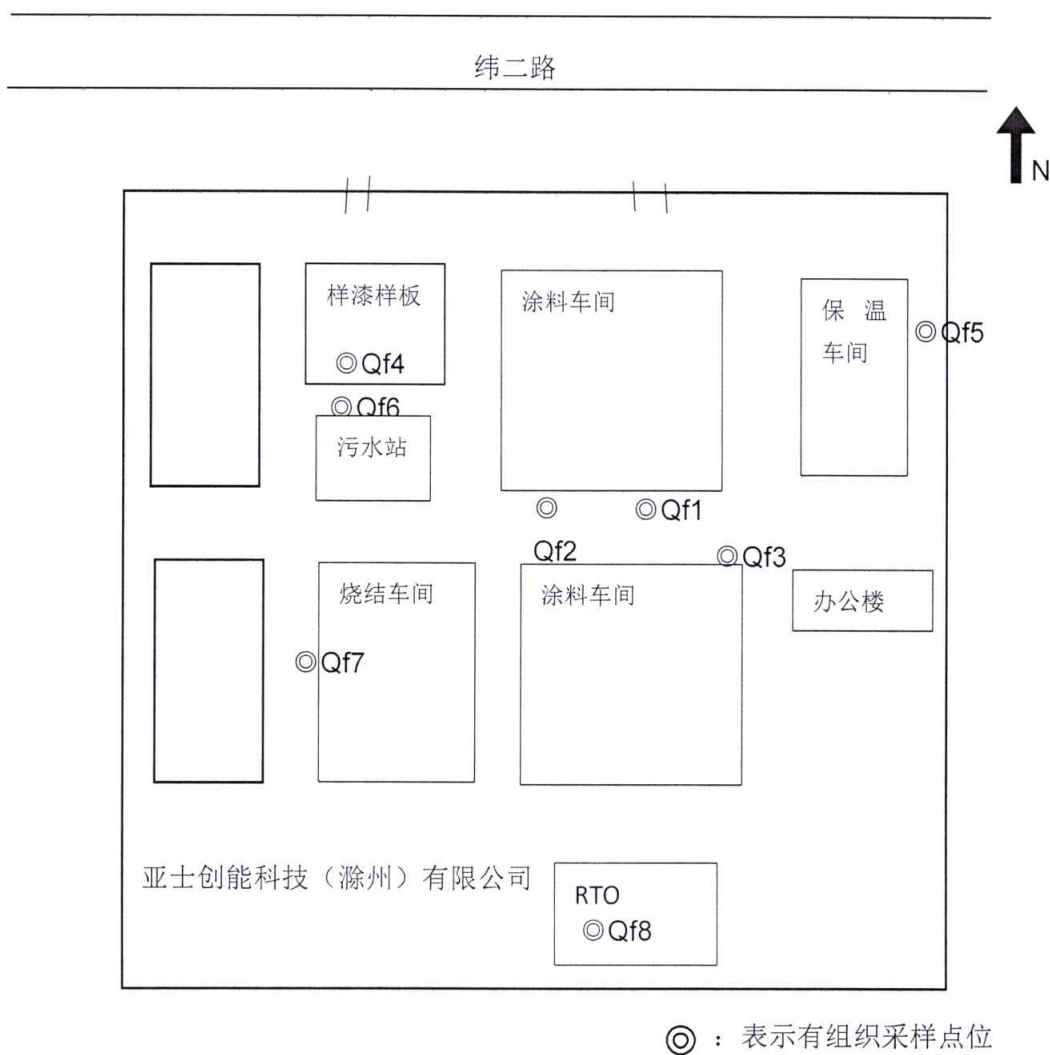 纬二路
N
样漆样板
◎Qf4
◎Qf6
污水站
涂料车间
保 温
车间
◎Qf5
◎
◎Qf1
Qf2
◎Qf3
烧结车间
◎Qf7
涂料车间
办公楼
亚士创能科技（滁州）有限公司
RTO
◎Qf8
◎ ：表示有组织采样点位